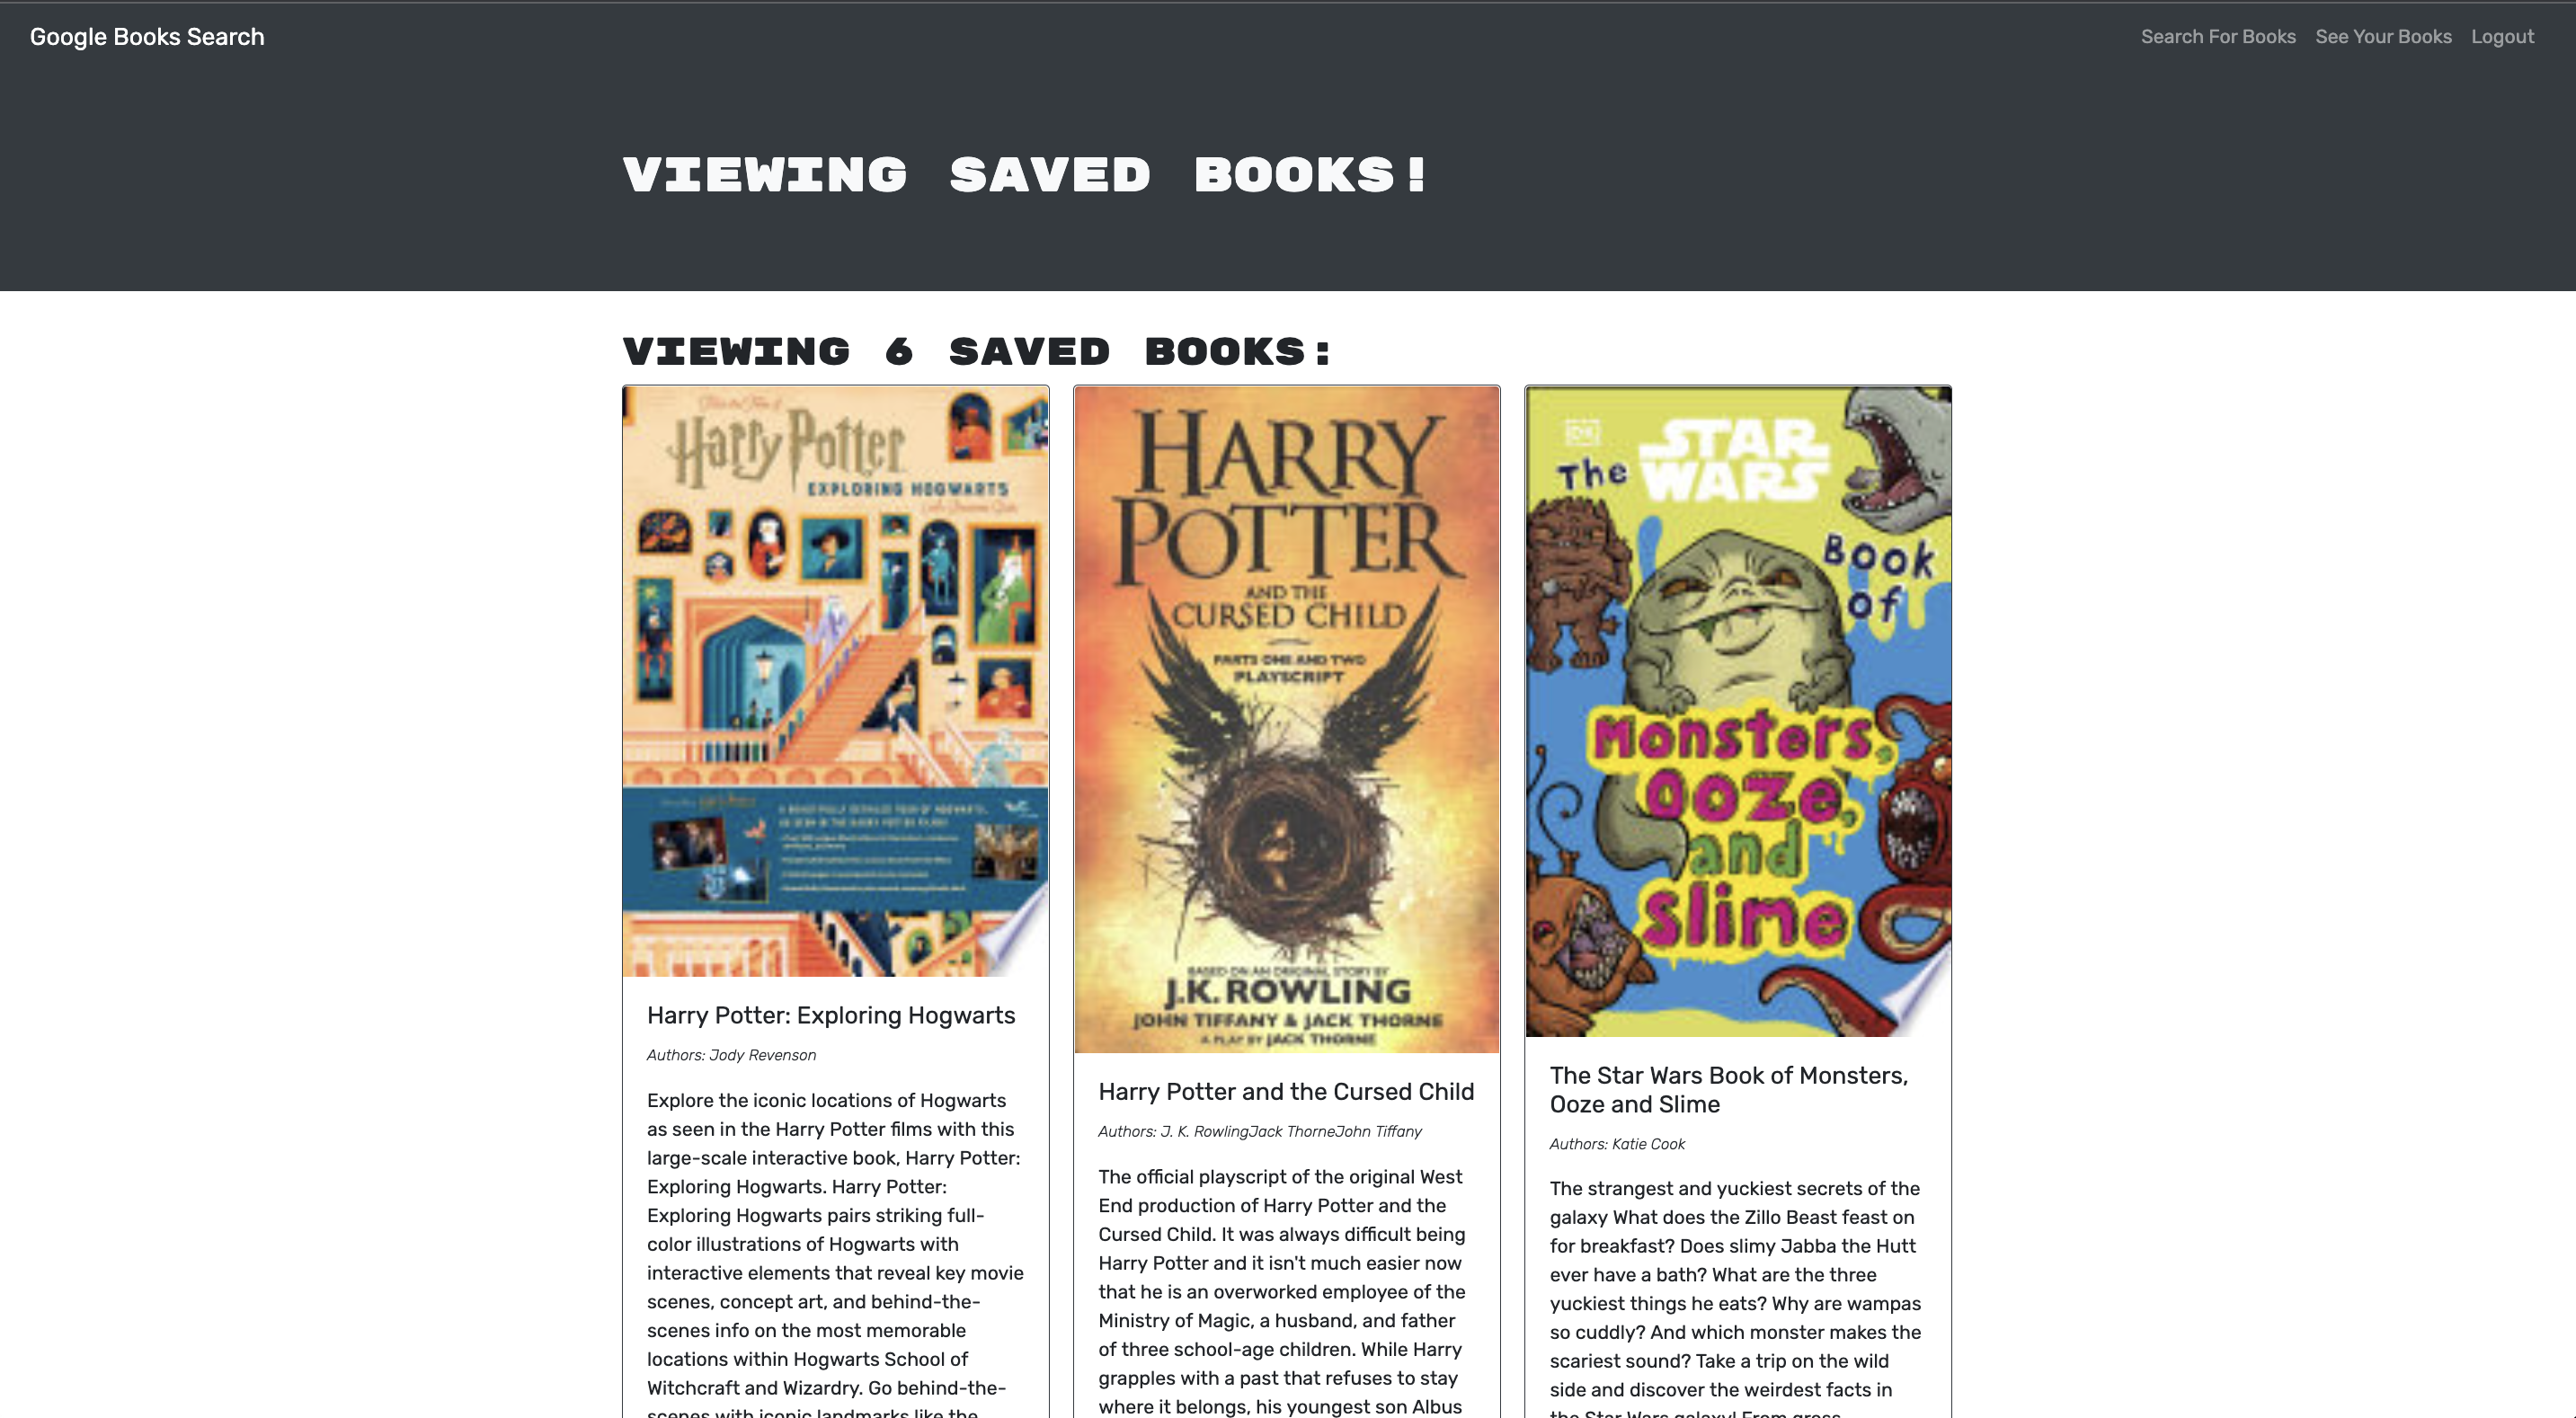 Google Books Search
Search For Books See Your Books Logout
VIEWING SAVED BOOKS!
VIEWING 6 SAVED BOOKS:
Harry Potter
EXPLORING HOGWARTS
HARRY
POTTER
AND THE
CURSED CHILD
PARTS ONE AND TWO
PLAYSCRIPT
BASED ON AN ORIGINAL STORY BY
J.K. ROWLING
JOHN TIFFANY & JACK THORNE
A PLAY BY JACK THORNE
DK
The STAR WARS
Book
of
Monsters,
Ooze,
and
Slime
Harry Potter: Exploring Hogwarts
Authors: Jody Revenson
Explore the iconic locations of Hogwarts
as seen in the Harry Potter films with this
large-scale interactive book, Harry Potter:
Exploring Hogwarts. Harry Potter:
Exploring Hogwarts pairs striking full-
color illustrations of Hogwarts with
interactive elements that reveal key movie
scenes, concept art, and behind-the-
scenes info on the most memorable
locations within Hogwarts School of
Witchcraft and Wizardry. Go behind-the-
scenes with iconic landmarks like the
Harry Potter and the Cursed Child
Authors: J. K. RowlingJack ThorneJohn Tiffany
The official playscript of the original West
End production of Harry Potter and the
Cursed Child. It was always difficult being
Harry Potter and it isn't much easier now
that he is an overworked employee of the
Ministry of Magic, a husband, and father
of three school-age children. While Harry
grapples with a past that refuses to stay
where it belongs, his youngest son Albus
The Star Wars Book of Monsters,
Ooze and Slime
Authors: Katie Cook
The strangest and yuckiest secrets of the
galaxy What does the Zillo Beast feast on
for breakfast? Does slimy Jabba the Hutt
ever have a bath? What are the three
yuckiest things he eats? Why are wampas
so cuddly? And which monster makes the
scariest sound? Take a trip on the wild
side and discover the weirdest facts in
the Star Wars galaxy! From gross